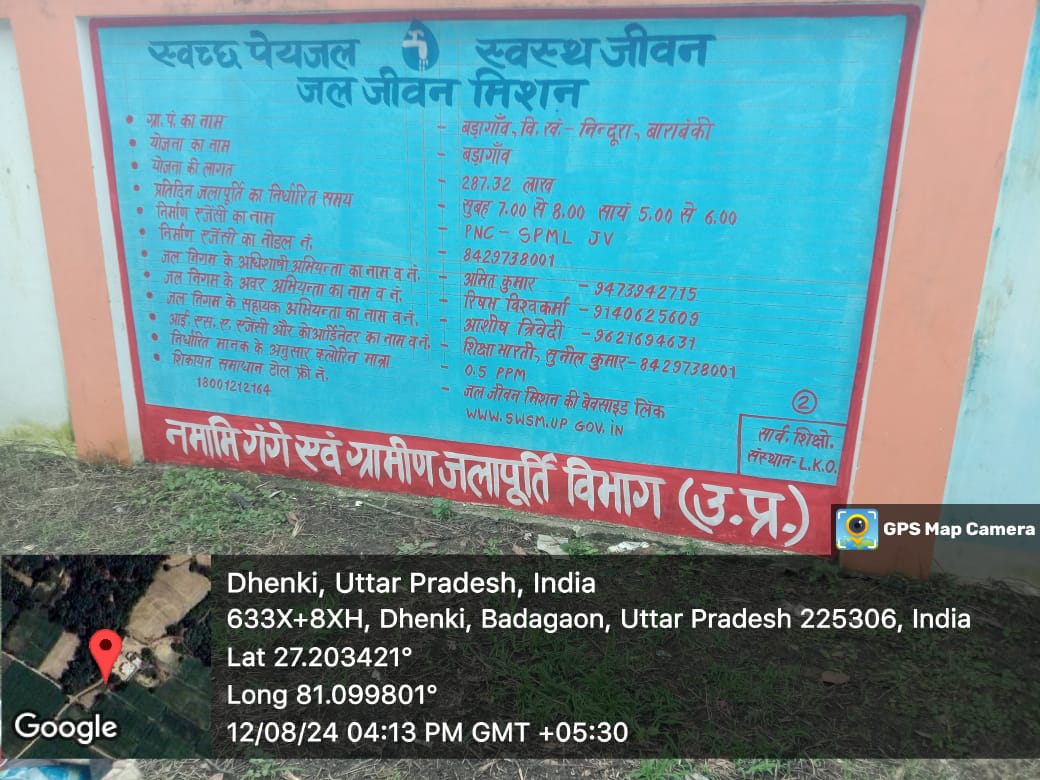 स्वच्छ पेयजल स्वस्थ जीवन
जल जीवन मिशन
• ग्रा. पं. का नाम - बड़ागाँव, वि. खं.- निन्दूरा, बाराबंकी
• योजना का नाम - बड़ागाँव
• योजना की लागत - 287.32 लाख
• प्रतिदिन जलापूर्ति का निर्धारित समय - सुबह 7.00 से 8.00 सायं 5.00 से 6.00
• निर्माण एजेंसी का नाम - PNC - SPML JV
• निर्माण एजेंसी का नोडल नं. - 8429738001
• जल निगम के अधिशाषी अभियन्ता का नाम व नं. - अमित कुमार - 9473942715
• जल निगम के अवर अभियन्ता का नाम व नं. - रिषभ विश्वकर्मा - 9140625609
• जल निगम के सहायक अभियन्ता का नाम व नं. - आशीष त्रिवेदी - 9621694631
• आई. एस. ए. एजेंसी और कोआर्डिनेटर का नाम व नं. - शिक्षा भारती, सुनील कुमार - 8429738001
• निर्धारित मानक के अनुसार क्लोरिन मात्रा - 0.5 PPM
• शिकायत समाधान टोल फ्री नं. - जल जीवन मिशन की बेवसाइड लिंक
18001212164 WWW.SWSM.UP GOV.IN
2
सार्व. शिक्षो.
संस्थान- L.K.O.
नमामि गंगे एवं ग्रामीण जलापूर्ति विभाग (उ.प्र.)
GPS Map Camera
Dhenki, Uttar Pradesh, India
633X+8XH, Dhenki, Badagaon, Uttar Pradesh 225306, India
Lat 27.203421°
Long 81.099801°
12/08/24 04:13 PM GMT +05:30
Google